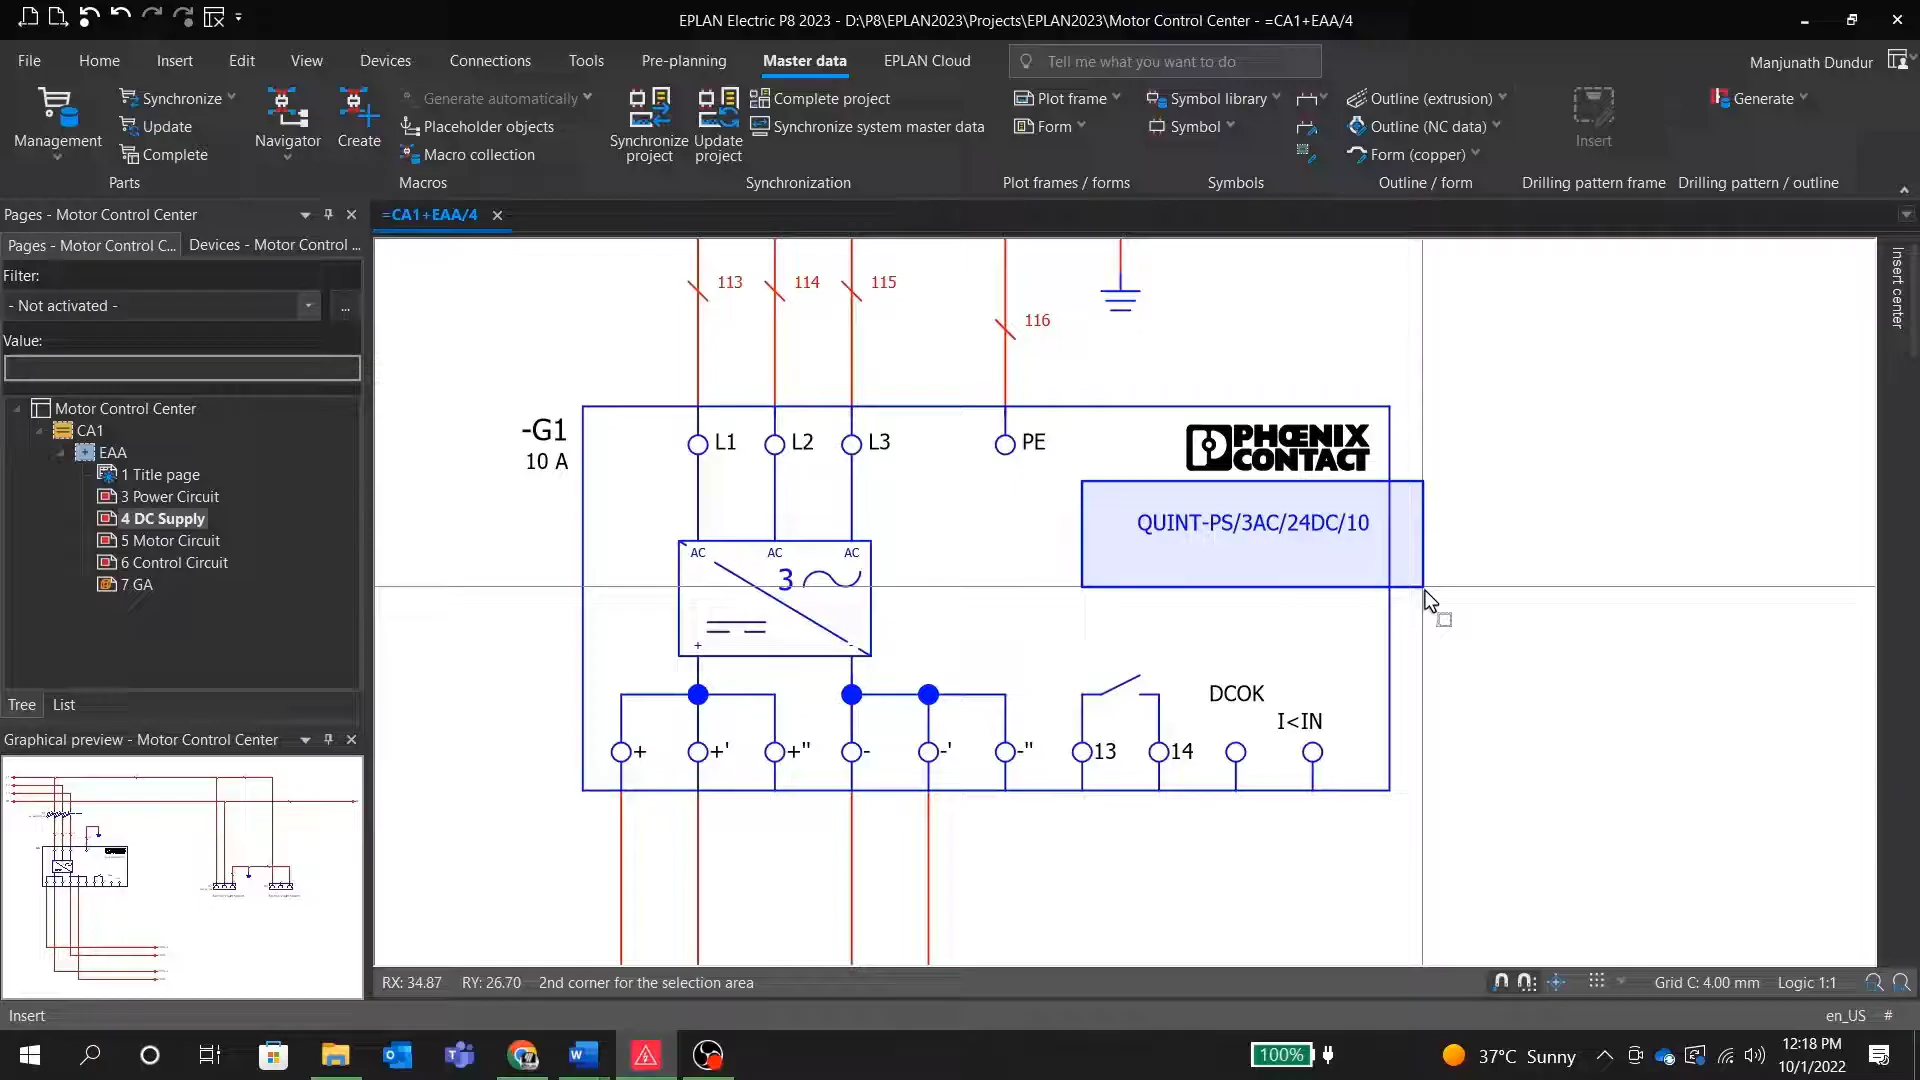 EPLAN Electric P8 2023 - D:\P8\EPLAN2023\Projects\EPLAN2023\Motor Control Center - =CA1+EAA/4
File Home Insert Edit View Devices Connections Tools Pre-planning Master data EPLAN Cloud Tell me what you want to do Manjunath Dundur
Management
Synchronize
Update
Complete
Parts
Navigator
Create
Generate automatically
Placeholder objects
Macro collection
Macros
Synchronize project
Update project
Complete project
Synchronize system master data
Synchronization
Plot frame
Form
Plot frames / forms
Symbol library
Symbol
Symbols
Outline (extrusion)
Outline (NC data)
Form (copper)
Outline / form
Insert
Drilling pattern frame
Generate
Drilling pattern / outline
Pages - Motor Control Center
Pages - Motor Control C... Devices - Motor Control ...
Filter:
- Not activated -
...
Value:
Motor Control Center
CA1
EAA
1 Title page
3 Power Circuit
4 DC Supply
5 Motor Circuit
6 Control Circuit
7 GA
Tree List
Graphical preview - Motor Control Center
=CA1+EAA/4
Insert center
113 114 115
116
-G1
10 A
L1 L2 L3 PE
PHOENIX
CONTACT
QUINT-PS/3AC/24DC/10
AC AC AC
3
+ -
DCOK
I<IN
+ +' +" - -' -" 13 14
RX: 34.87 RY: 26.70 2nd corner for the selection area
Grid C: 4.00 mm Logic 1:1
Insert
en_US #
100%
37°C Sunny
12:18 PM
10/1/2022